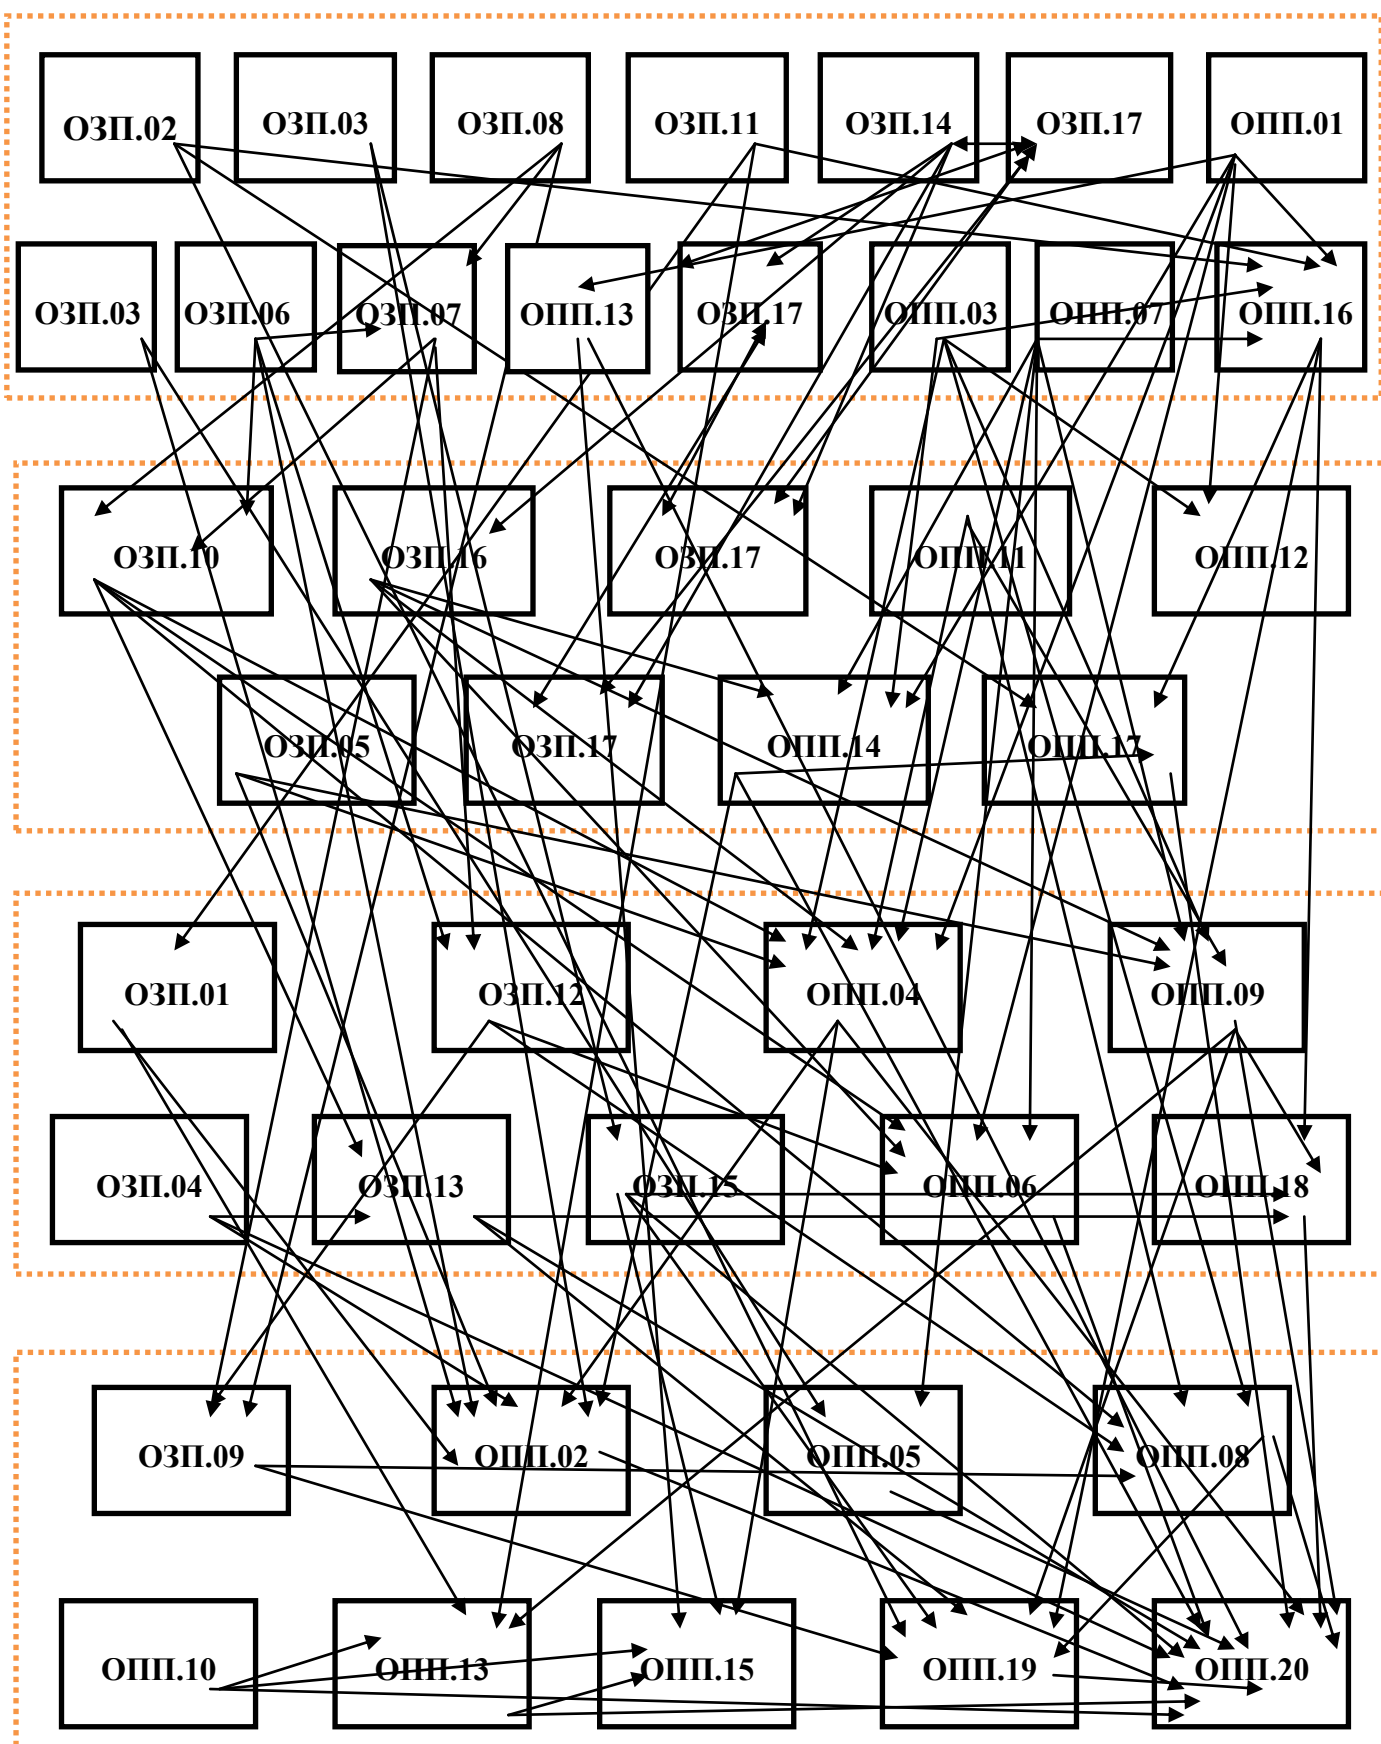 ОЗП.02 ОЗП.03 ОЗП.08 ОЗП.11 ОЗП.14 ОЗП.17 ОПП.01
ОЗП.03 ОЗП.06 ОЗП.07 ОПП.13 ОЗП.17 ОПП.03 ОПП.07 ОПП.16
ОЗП.10 ОЗП.16 ОЗП.17 ОПП.11 ОПП.12
ОЗП.05 ОЗП.17 ОПП.14 ОПП.17
ОЗП.01 ОЗП.12 ОПП.04 ОПП.09
ОЗП.04 ОЗП.13 ОЗП.15 ОПП.06 ОПП.18
ОЗП.09 ОПП.02 ОПП.05 ОПП.08
ОПП.10 ОПП.13 ОПП.15 ОПП.19 ОПП.20